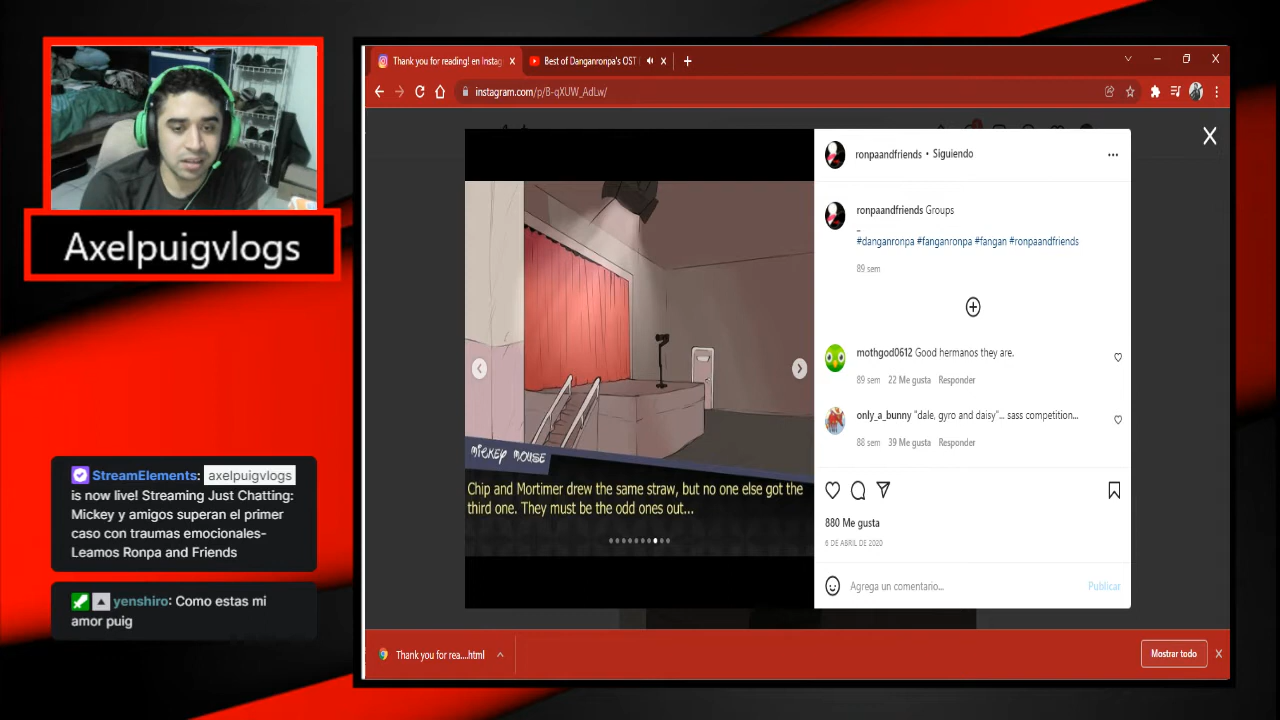 Axelpuigvlogs
StreamElements: axelpuigvlogs
is now live! Streaming Just Chatting:
Mickey y amigos superan el primer
caso con traumas emocionales-
Leamos Ronpa and Friends
yenshiro: Como estas mi
amor puig
Thank you for reading! en Instag
Best of Danganronpa's OST
instagram.com/p/B-qXUW_AdLw/
ronpaandfriends • Siguiendo
ronpaandfriends Groups
_
#danganronpa #fanganronpa #fangan #ronpaandfriends
89 sem
mothgod0612 Good hermanos they are.
89 sem 22 Me gusta Responder
only_a_bunny "dale, gyro and daisy"... sass competition...
88 sem 39 Me gusta Responder
880 Me gusta
6 DE ABRIL DE 2020
Agrega un comentario... Publicar
MICKEY MOUSE
Chip and Mortimer drew the same straw, but no one else got the
third one. They must be the odd ones out...
Thank you for rea....html
Mostrar todo